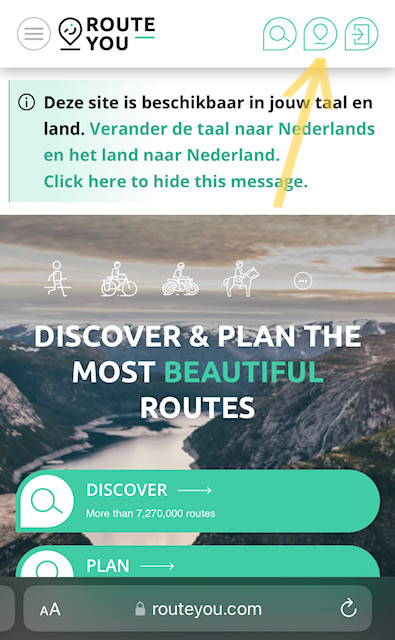 ROUTE
YOU
Deze site is beschikbaar in jouw taal en
land. Verander de taal naar Nederlands
en het land naar Nederland.
Click here to hide this message.
DISCOVER & PLAN THE
MOST BEAUTIFUL
ROUTES
DISCOVER
More than 7,270,000 routes
PLAN
AA routeyou.com